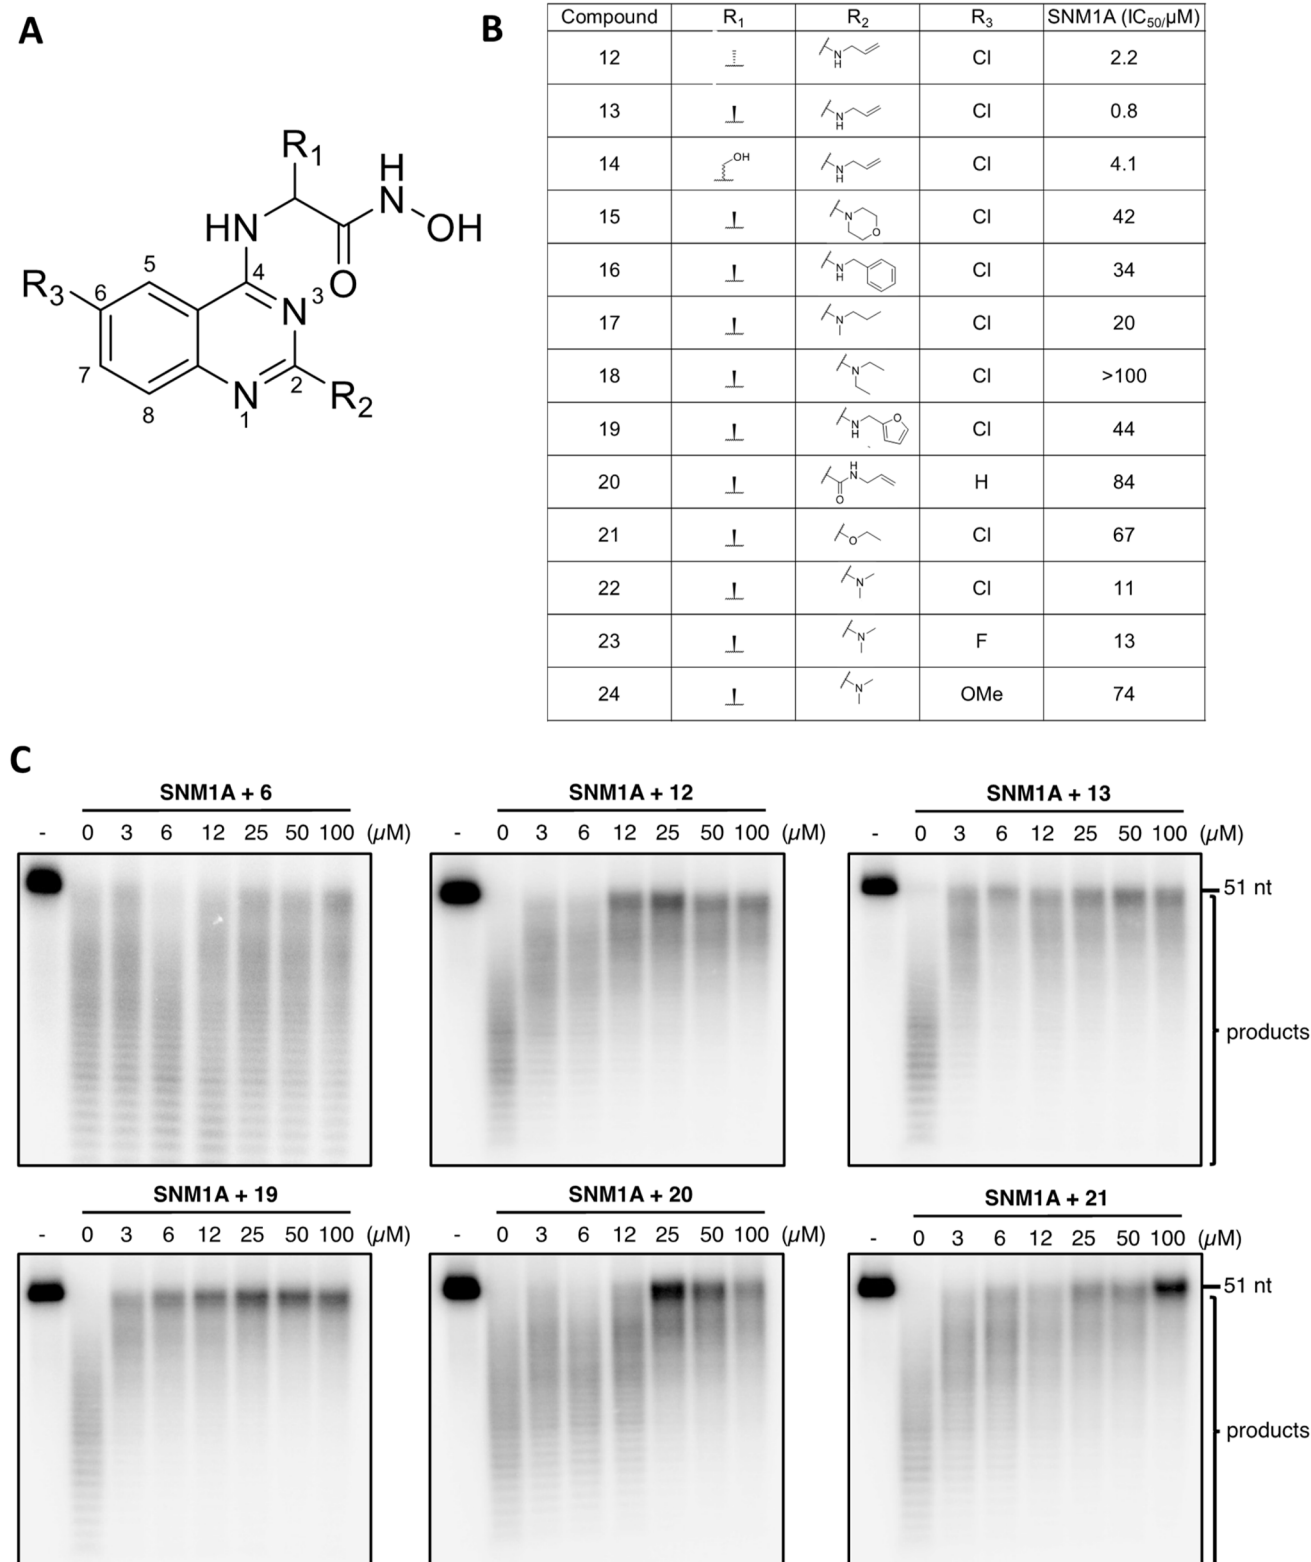 A
R1
H
N
HN
OH
O
5
4
R3
6
N
3
7
8
N
1
2
R2
B
Compound R1 R2 R3 SNM1A (IC50/µM)
12 N H Cl 2.2
13 N H Cl 0.8
14 OH N H Cl 4.1
15 N O Cl 42
16 N H Cl 34
17 N Cl 20
18 N Cl >100
19 N H O Cl 44
20 H N O H 84
21 O Cl 67
22 N Cl 11
23 N F 13
24 N OMe 74
C
SNM1A + 6
- 0 3 6 12 25 50 100 (µM)
SNM1A + 12
- 0 3 6 12 25 50 100 (µM)
SNM1A + 13
- 0 3 6 12 25 50 100 (µM)
51 nt
products
SNM1A + 19
- 0 3 6 12 25 50 100 (µM)
SNM1A + 20
- 0 3 6 12 25 50 100 (µM)
SNM1A + 21
- 0 3 6 12 25 50 100 (µM)
51 nt
products